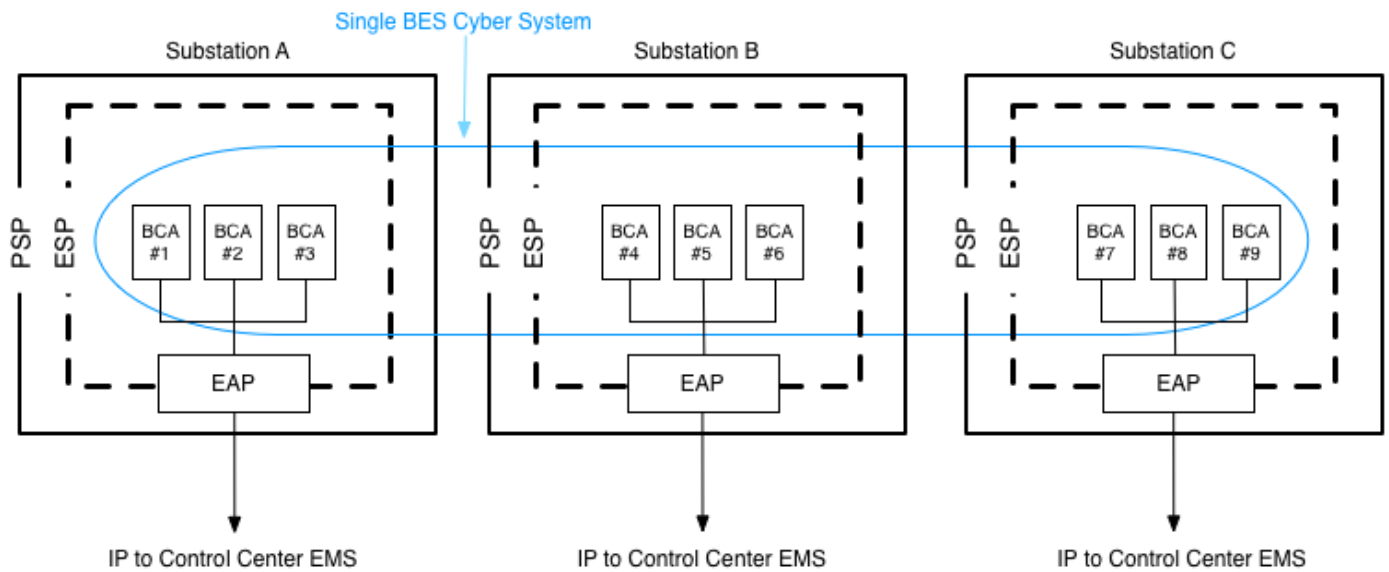 Single BES Cyber System
Substation A
Substation B
Substation C
PSP
ESP
BCA
#1
BCA
#2
BCA
#3
EAP
IP to Control Center EMS
PSP
ESP
BCA
#4
BCA
#5
BCA
#6
EAP
IP to Control Center EMS
PSP
ESP
BCA
#7
BCA
#8
BCA
#9
EAP
IP to Control Center EMS